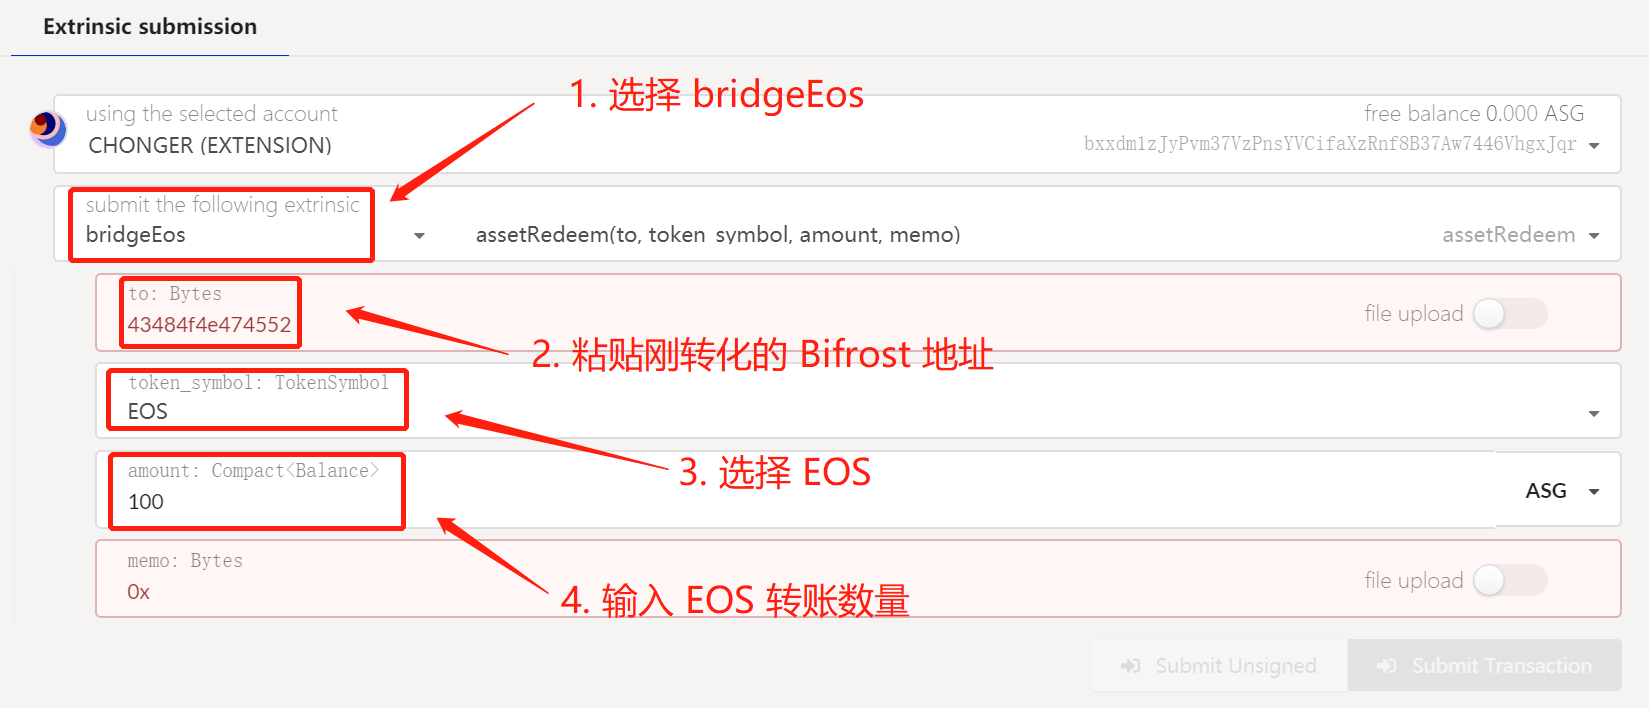 Extrinsic submission
1. 选择 bridgeEos
using the selected account
free balance 0.000 ASG
CHONGER (EXTENSION)
bxxdm1zJyPvm37VzPnsYVCifaXzRnf8B37Aw7446VhgxJqr
submit the following extrinsic
bridgeEos
assetRedeem(to, token_symbol, amount, memo)
assetRedeem
to: Bytes
43484f4e474552
file upload
2. 粘贴刚转化的 Bifrost 地址
token_symbol: TokenSymbol
EOS
3. 选择 EOS
amount: Compact<Balance>
100
ASG
4. 输入 EOS 转账数量
memo: Bytes
0x
file upload
Submit Unsigned
Submit Transaction